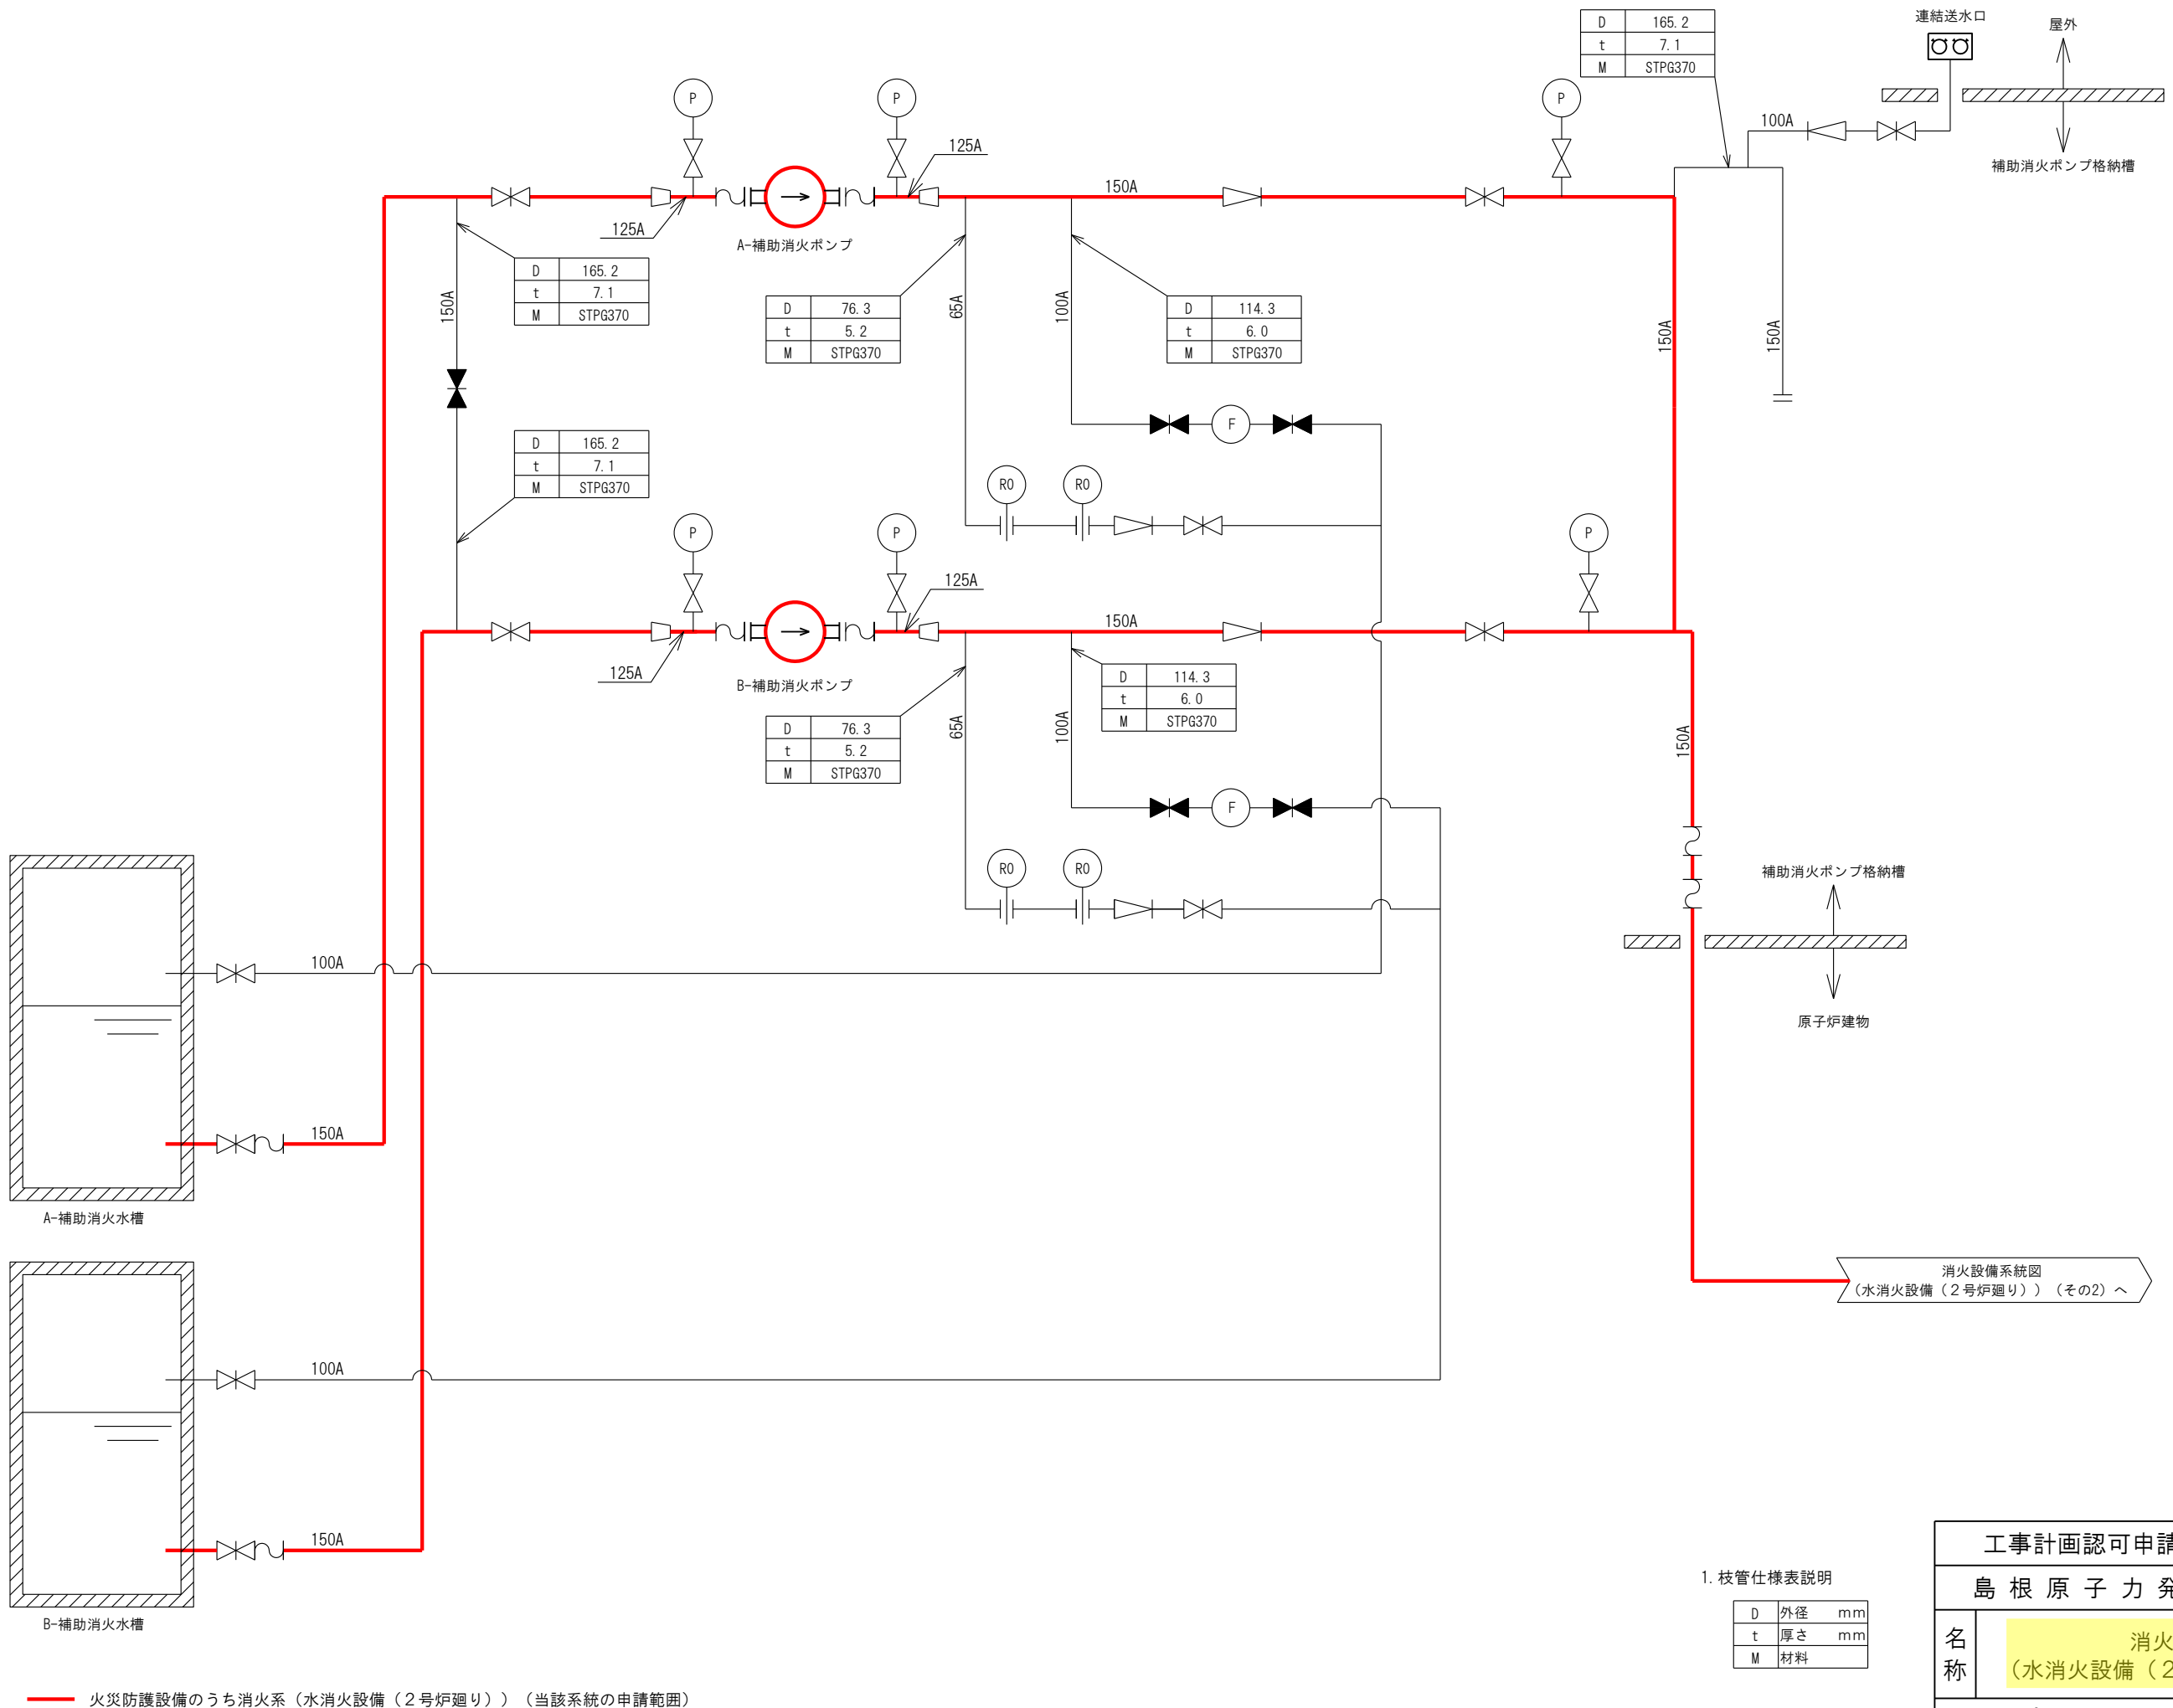 D 165.2
t 7.1
M STPG370
連結送水口
屋外
100A
補助消火ポンプ格納槽
P
P
P
125A
150A
125A
A-補助消火ポンプ
D 165.2
t 7.1
M STPG370
150A
D 76.3
t 5.2
M STPG370
65A
100A
D 114.3
t 6.0
M STPG370
150A
150A
F
D 165.2
t 7.1
M STPG370
RO
RO
P
P
P
125A
150A
125A
B-補助消火ポンプ
D 76.3
t 5.2
M STPG370
65A
100A
D 114.3
t 6.0
M STPG370
150A
F
RO
RO
補助消火ポンプ格納槽
原子炉建物
100A
150A
A-補助消火水槽
消火設備系統図
(水消火設備(2号炉廻り))(その2)へ
100A
150A
B-補助消火水槽
1. 枝管仕様表説明
D 外径 mm
t 厚さ mm
M 材料
工事計画認可申
島根原子力
名称
消火
(水消火設備(2
火災防護設備のうち消火系(水消火設備(2号炉廻り))(当該系統の申請範囲)